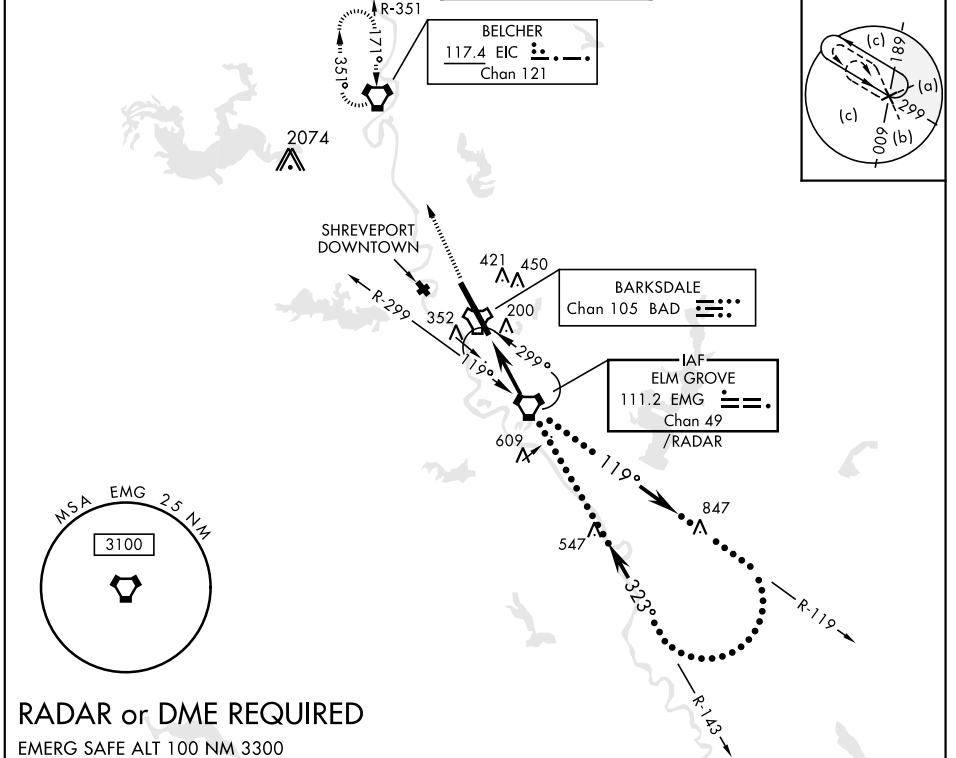 R-351
171°
351°
BELCHER
117.4 EIC
Chan 121
(c)
189
(a)
299
(c)
(b)
009
2074
SHREVEPORT
DOWNTOWN
421
450
BARKSDALE
Chan 105 BAD
R-299
352
200
299°
119°
IAF
ELM GROVE
111.2 EMG
Chan 49
/RADAR
609
119°
847
547
323°
R-119
R-143
MSA EMG 25 NM
3100
RADAR or DME REQUIRED
EMERG SAFE ALT 100 NM 3300